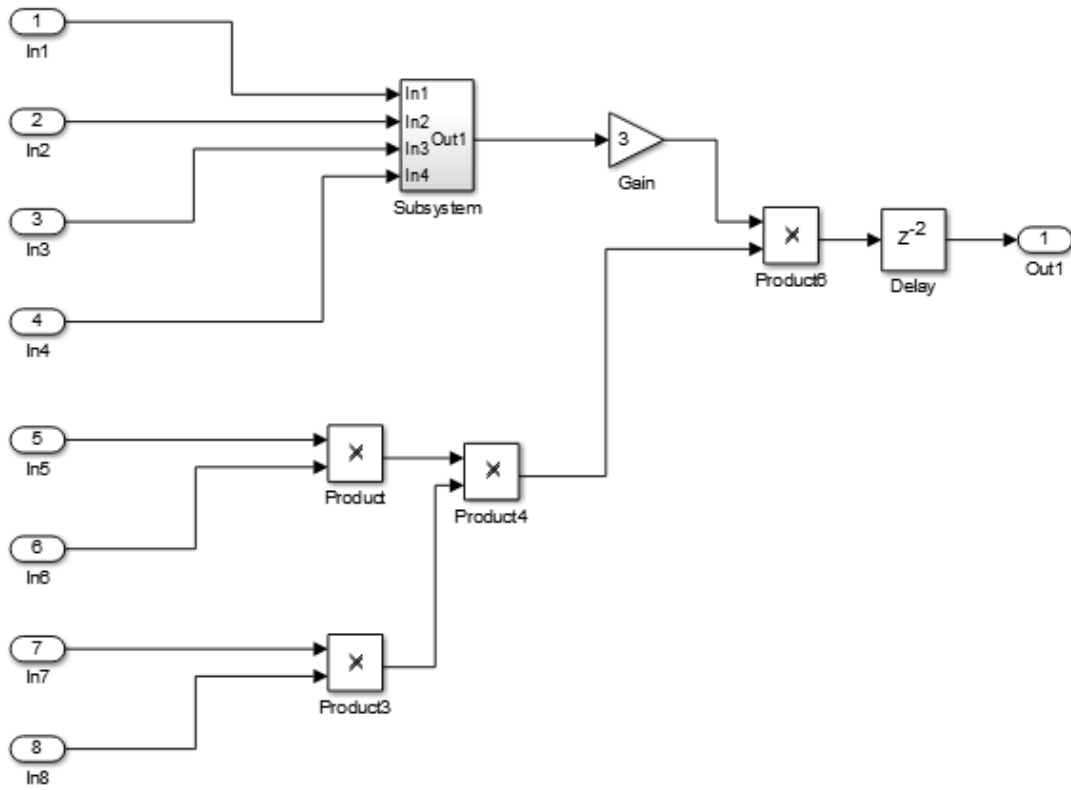 1
In1
2
In2
3
In3
4
In4
In1
In2
In3
In4
Out1
Subsystem
3
Gain
×
Product6
Z-2
Delay
1
Out1
5
In5
6
In6
×
Product
×
Product4
7
In7
8
In8
×
Product3